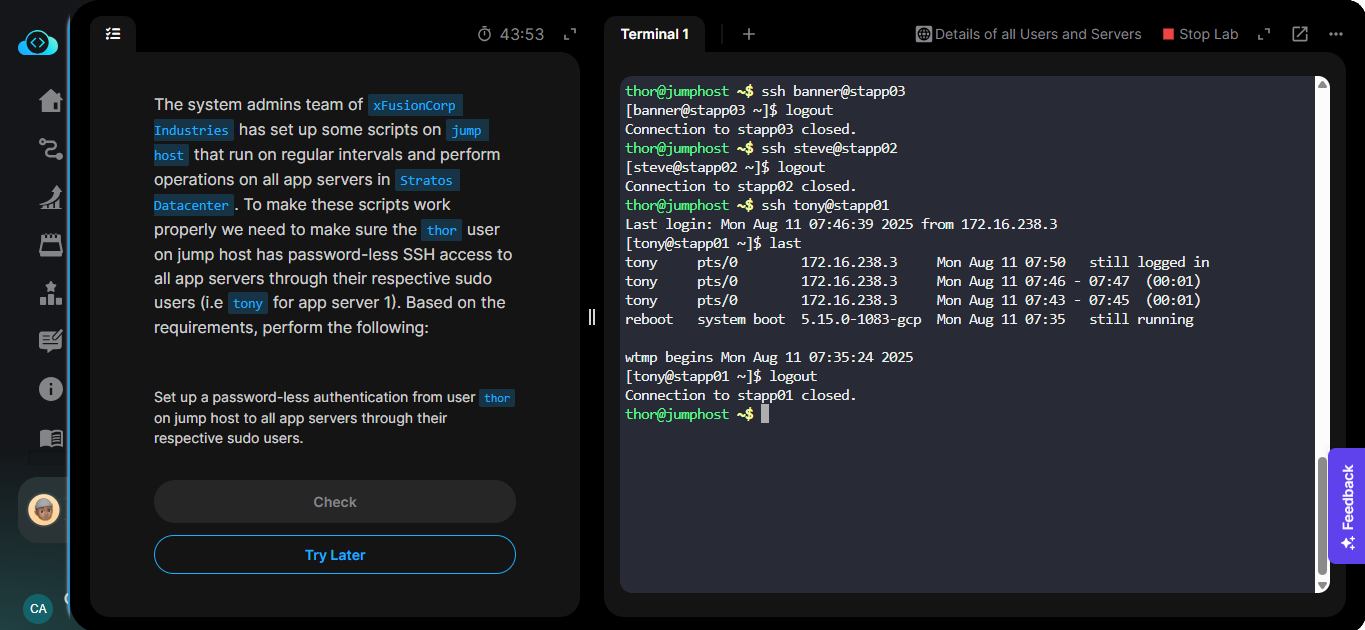 43:53
The system admins team of xFusionCorp
Industries has set up some scripts on jump
host that run on regular intervals and perform
operations on all app servers in Stratos
Datacenter. To make these scripts work
properly we need to make sure the thor user
on jump host has password-less SSH access to
all app servers through their respective sudo
users (i.e tony for app server 1). Based on the
requirements, perform the following:
Set up a password-less authentication from user thor
on jump host to all app servers through their
respective sudo users.
Check
Try Later
CA
Terminal 1
+
Details of all Users and Servers
Stop Lab
thor@jumphost ~$ ssh banner@stapp03
[banner@stapp03 ~]$ logout
Connection to stapp03 closed.
thor@jumphost ~$ ssh steve@stapp02
[steve@stapp02 ~]$ logout
Connection to stapp02 closed.
thor@jumphost ~$ ssh tony@stapp01
Last login: Mon Aug 11 07:46:39 2025 from 172.16.238.3
[tony@stapp01 ~]$ last
tony     pts/0        172.16.238.3     Mon Aug 11 07:50   still logged in
tony     pts/0        172.16.238.3     Mon Aug 11 07:46 - 07:47  (00:01)
tony     pts/0        172.16.238.3     Mon Aug 11 07:43 - 07:45  (00:01)
reboot   system boot  5.15.0-1083-gcp  Mon Aug 11 07:35   still running
wtmp begins Mon Aug 11 07:35:24 2025
[tony@stapp01 ~]$ logout
Connection to stapp01 closed.
thor@jumphost ~$
Feedback